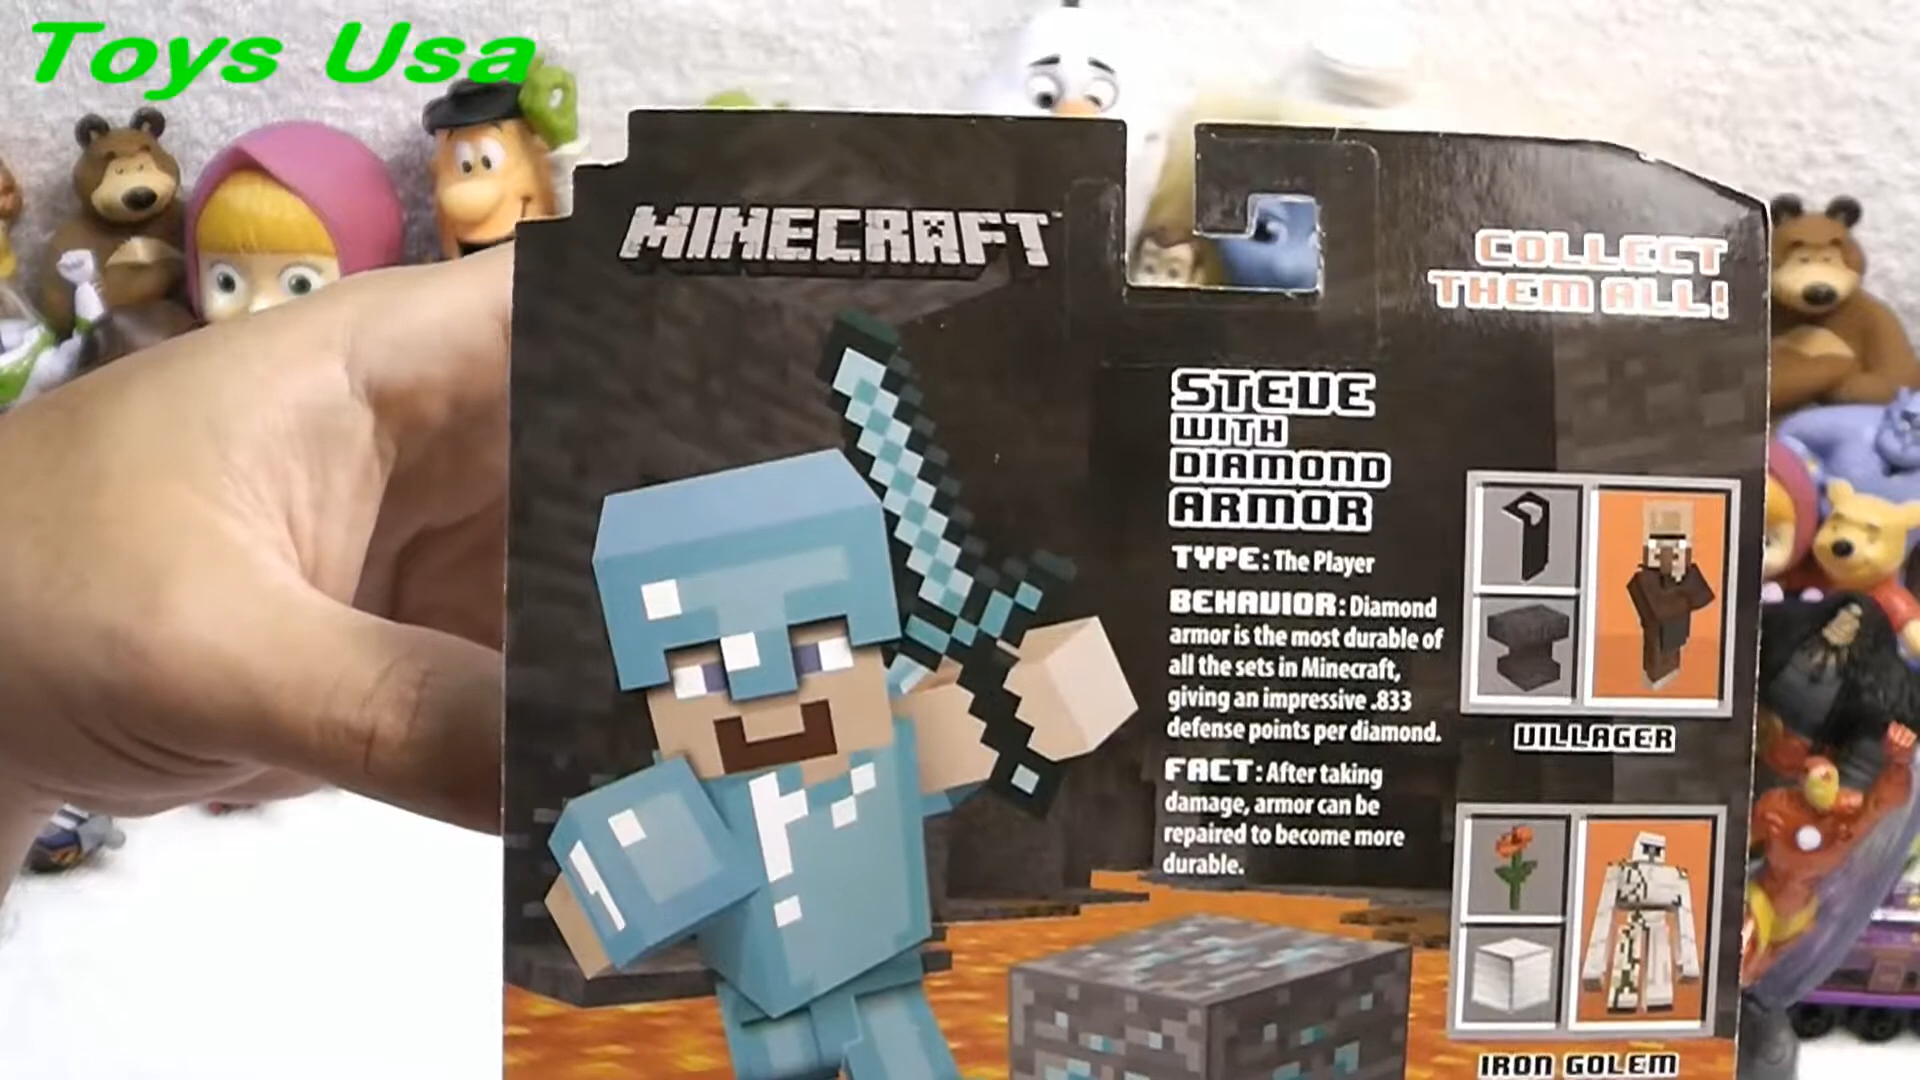 Toys Usa
MINECRAFT™
COLLECT
THEM ALL!
STEVE
WITH
DIAMOND
ARMOR
TYPE: The Player
BEHAVIOR: Diamond
armor is the most durable of
all the sets in Minecraft,
giving an impressive .833
defense points per diamond.
FACT: After taking
damage, armor can be
repaired to become more
durable.
VILLAGER
IRON GOLEM